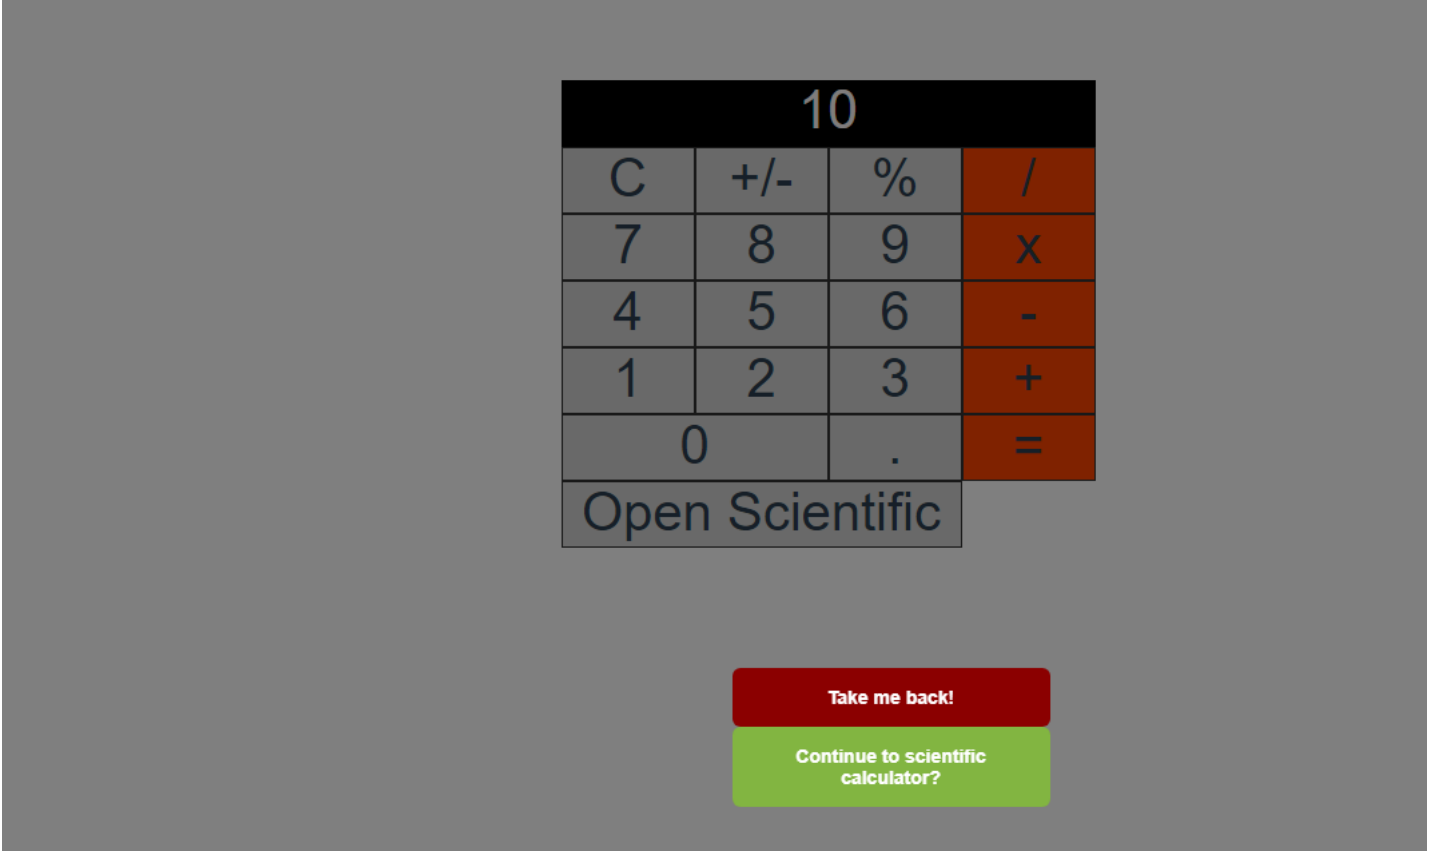 10
C +/- % /
7 8 9 x
4 5 6 -
1 2 3 +
0 . =
Open Scientific
Take me back!
Continue to scientific
calculator?